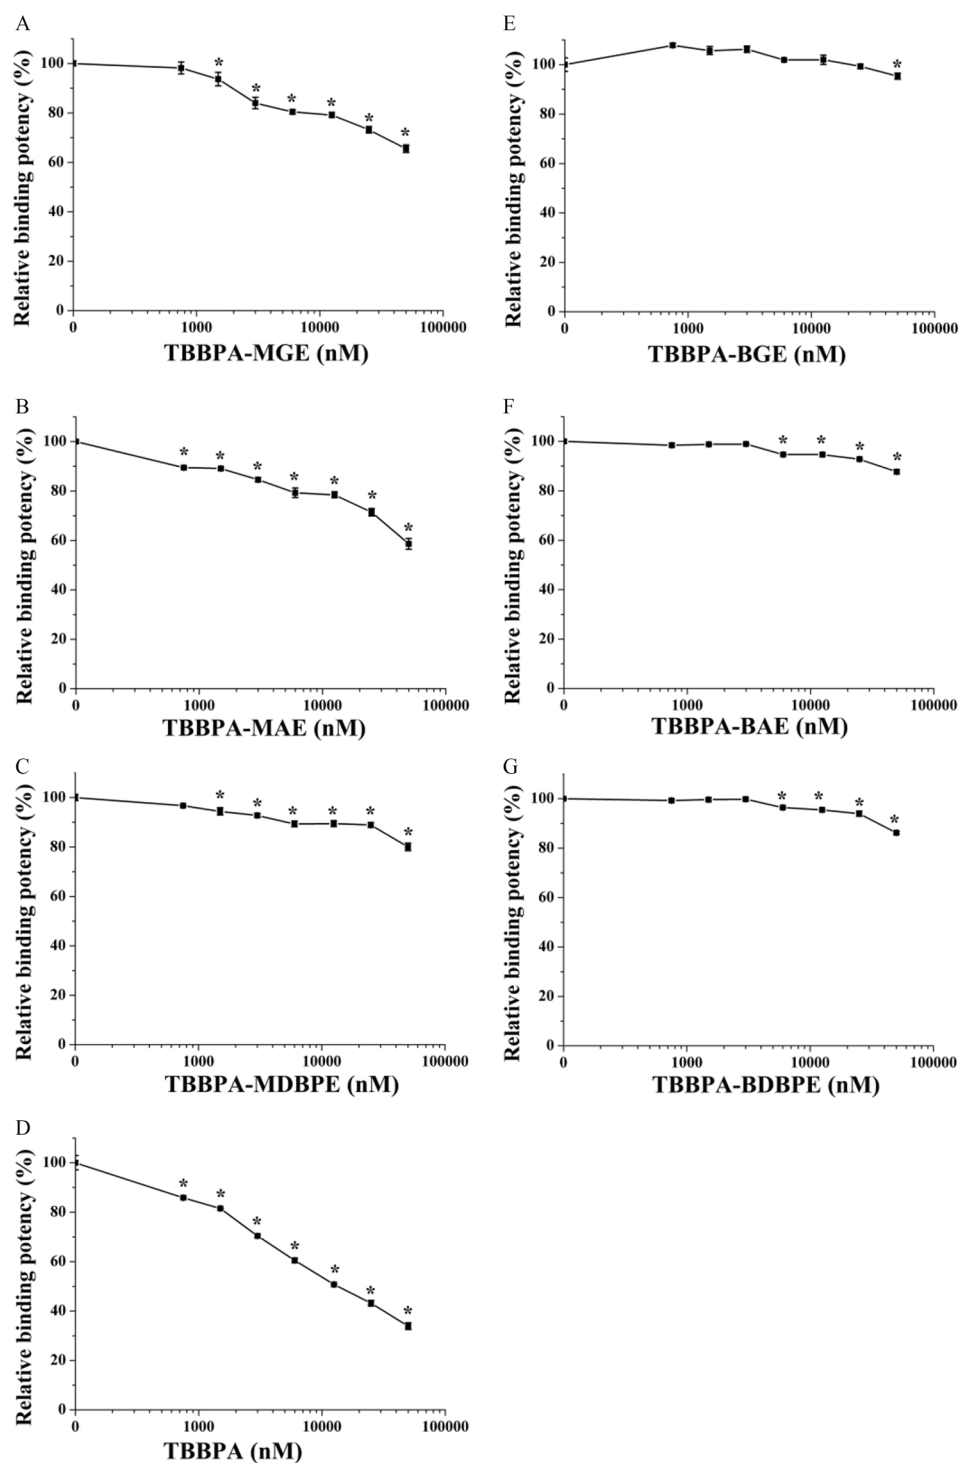 A
Relative binding potency (%)
100
80
60
40
20
0
* * * * * * *
0 1000 10000 100000
TBBPA-MGE (nM)
E
Relative binding potency (%)
100
80
60
40
20
0
*
0 1000 10000 100000
TBBPA-BGE (nM)
B
Relative binding potency (%)
100
80
60
40
20
0
* * * * * * *
0 1000 10000 100000
TBBPA-MAE (nM)
F
Relative binding potency (%)
100
80
60
40
20
0
* * * *
0 1000 10000 100000
TBBPA-BAE (nM)
C
Relative binding potency (%)
100
80
60
40
20
0
* * * * * *
0 1000 10000 100000
TBBPA-MDBPE (nM)
G
Relative binding potency (%)
100
80
60
40
20
0
* * * *
0 1000 10000 100000
TBBPA-BDBPE (nM)
D
Relative binding potency (%)
100
80
60
40
20
0
* * * * * * *
0 1000 10000 100000
TBBPA (nM)